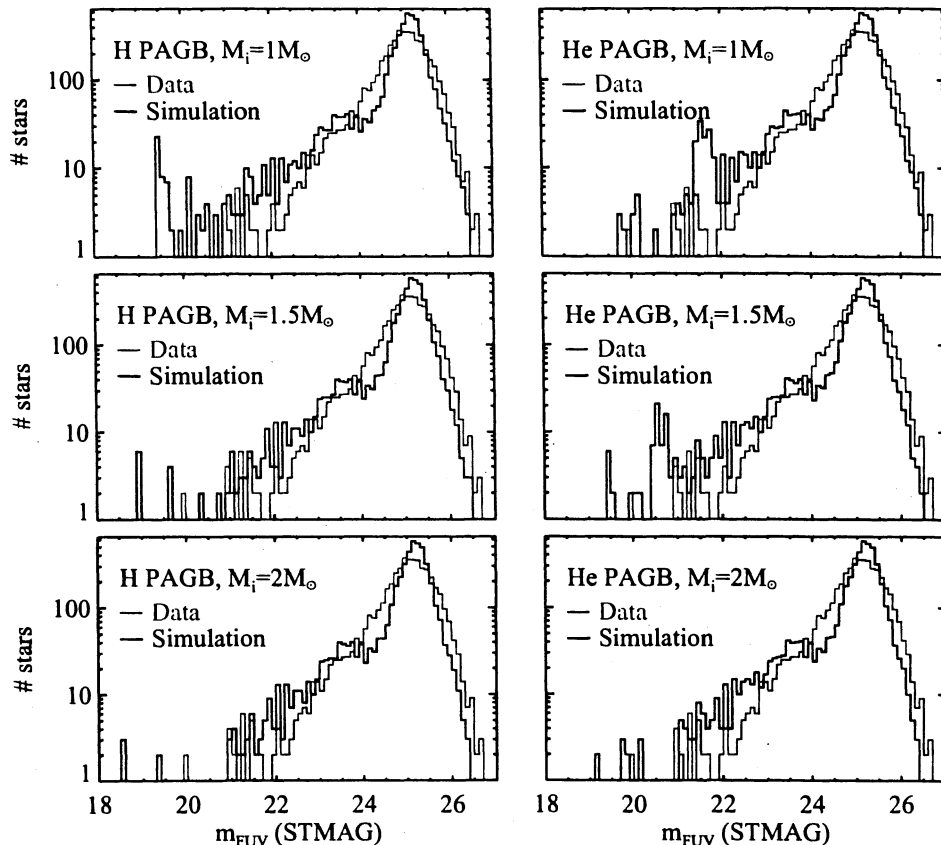 H PAGB, Mᵢ=1M☉
— Data
— Simulation
# stars
100
10
1
He PAGB, Mᵢ=1M☉
— Data
— Simulation
H PAGB, Mᵢ=1.5M☉
— Data
— Simulation
# stars
100
10
1
He PAGB, Mᵢ=1.5M☉
— Data
— Simulation
H PAGB, Mᵢ=2M☉
— Data
— Simulation
# stars
100
10
1
He PAGB, Mᵢ=2M☉
— Data
— Simulation
18 20 22 24 26
20 22 24 26
m_FUV (STMAG)
m_FUV (STMAG)